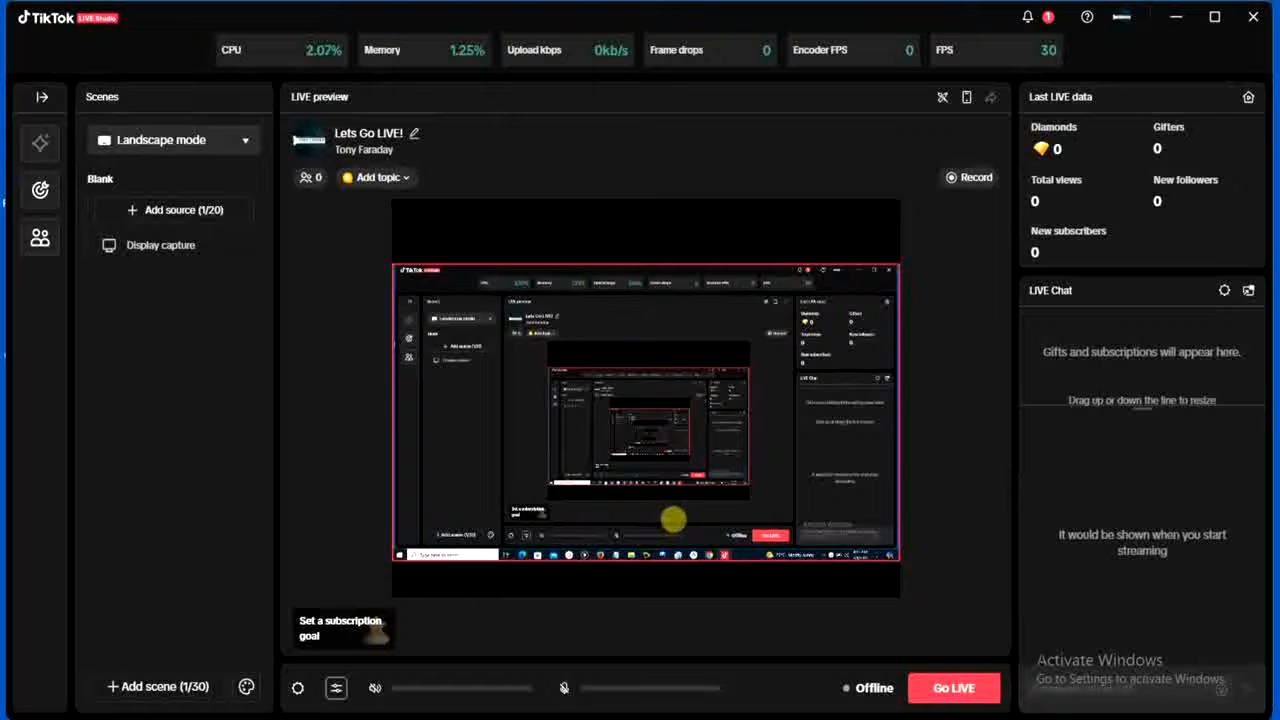 TikTok LIVE Studio
1
CPU 2.07%
Memory 1.25%
Upload kbps 0kb/s
Frame drops 0
Encoder FPS 0
FPS 30
Scenes
Landscape mode
Blank
+ Add source (1/20)
Display capture
+ Add scene (1/30)
LIVE preview
Lets Go LIVE!
Tony Faraday
0
Add topic
Record
Set a subscription
goal
Offline
Go LIVE
Last LIVE data
Diamonds
0
Gifters
0
Total views
0
New followers
0
New subscribers
0
LIVE Chat
Gifts and subscriptions will appear here.
Drag up or down the line to resize
It would be shown when you start
streaming
Activate Windows
Go to Settings to activate Windows.